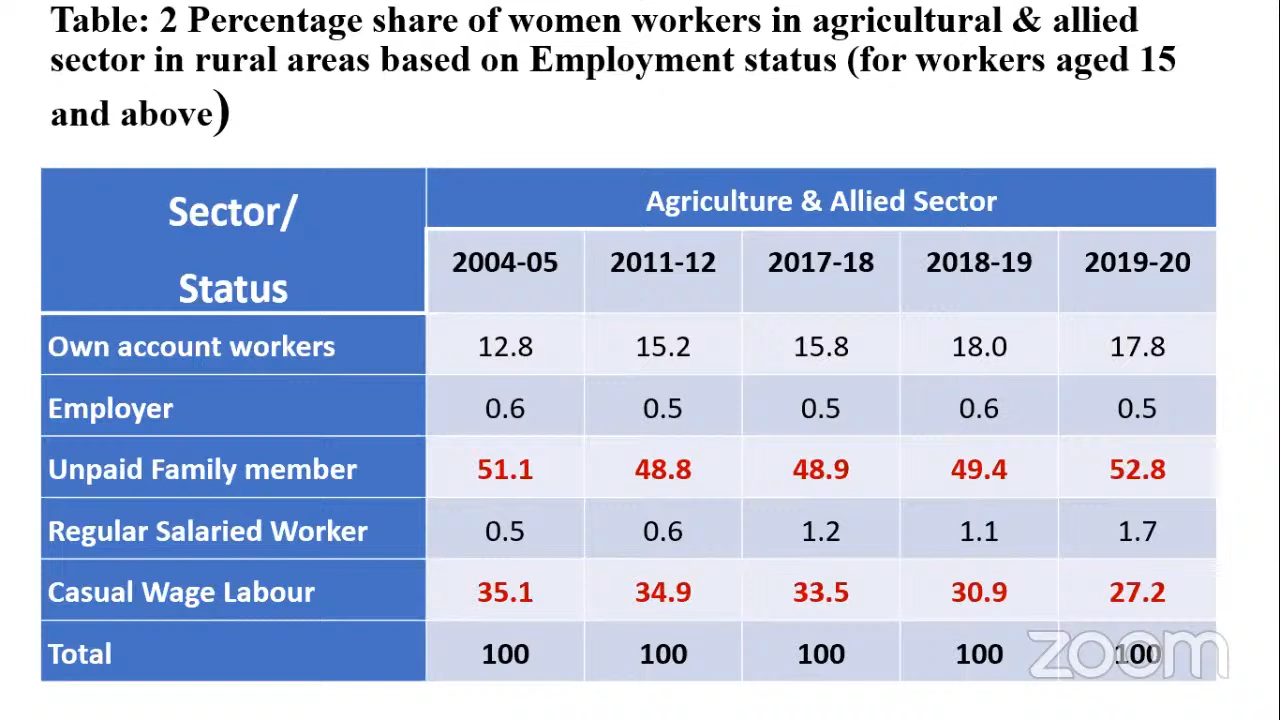 Table: 2 Percentage share of women workers in agricultural & allied
sector in rural areas based on Employment status (for workers aged 15
and above)
Sector/
Status
Agriculture & Allied Sector
2004-05 2011-12 2017-18 2018-19 2019-20
Own account workers 12.8 15.2 15.8 18.0 17.8
Employer 0.6 0.5 0.5 0.6 0.5
Unpaid Family member 51.1 48.8 48.9 49.4 52.8
Regular Salaried Worker 0.5 0.6 1.2 1.1 1.7
Casual Wage Labour 35.1 34.9 33.5 30.9 27.2
Total 100 100 100 100 100
zoom